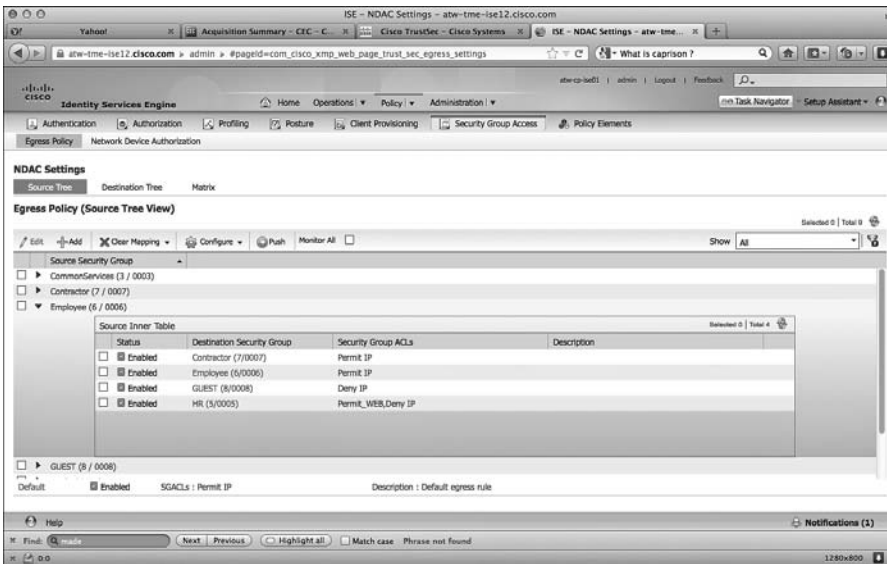 ISE - NDAC Settings - atw-tme-ise12.cisco.com
Yahoo!
Acquisition Summary - CEC - C...
Cisco TrustSec - Cisco Systems
ISE - NDAC Settings - atw-tme...
atw-tme-ise12.cisco.com > admin > #pageId=com_cisco_xmp_web_page_trust_sec_egress_settings
What is caprison ?
cisco
Identity Services Engine
Home Operations Policy Administration
admin | Logout | Feedback
Task Navigator
Setup Assistant
Authentication Authorization Profiling Posture Client Provisioning Security Group Access Policy Elements
Egress Policy Network Device Authorization
NDAC Settings
Source Tree Destination Tree Matrix
Egress Policy (Source Tree View)
Selected 0 | Total 9
Edit Add Clear Mapping Configure Push Monitor All
Show All
Source Security Group
CommonServices (3 / 0003)
Contractor (7 / 0007)
Employee (6 / 0006)
Source Inner Table
Selected 0 | Total 4
Status Destination Security Group Security Group ACLs Description
Enabled Contractor (7/0007) Permit IP
Enabled Employee (6/0006) Permit IP
Enabled GUEST (8/0008) Deny IP
Enabled HR (5/0005) Permit_WEB,Deny IP
GUEST (8 / 0008)
Default Enabled SGACLs : Permit IP Description : Default egress rule
Help
Notifications (1)
Find: made Next Previous Highlight all Match case Phrase not found
0.0
1280x800